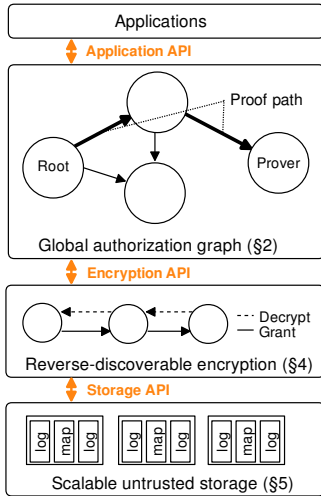 Applications
Application API
Proof path
Root
Prover
Global authorization graph (§2)
Encryption API
Decrypt
Grant
Reverse-discoverable encryption (§4)
Storage API
log map log log map log log map log
Scalable untrusted storage (§5)